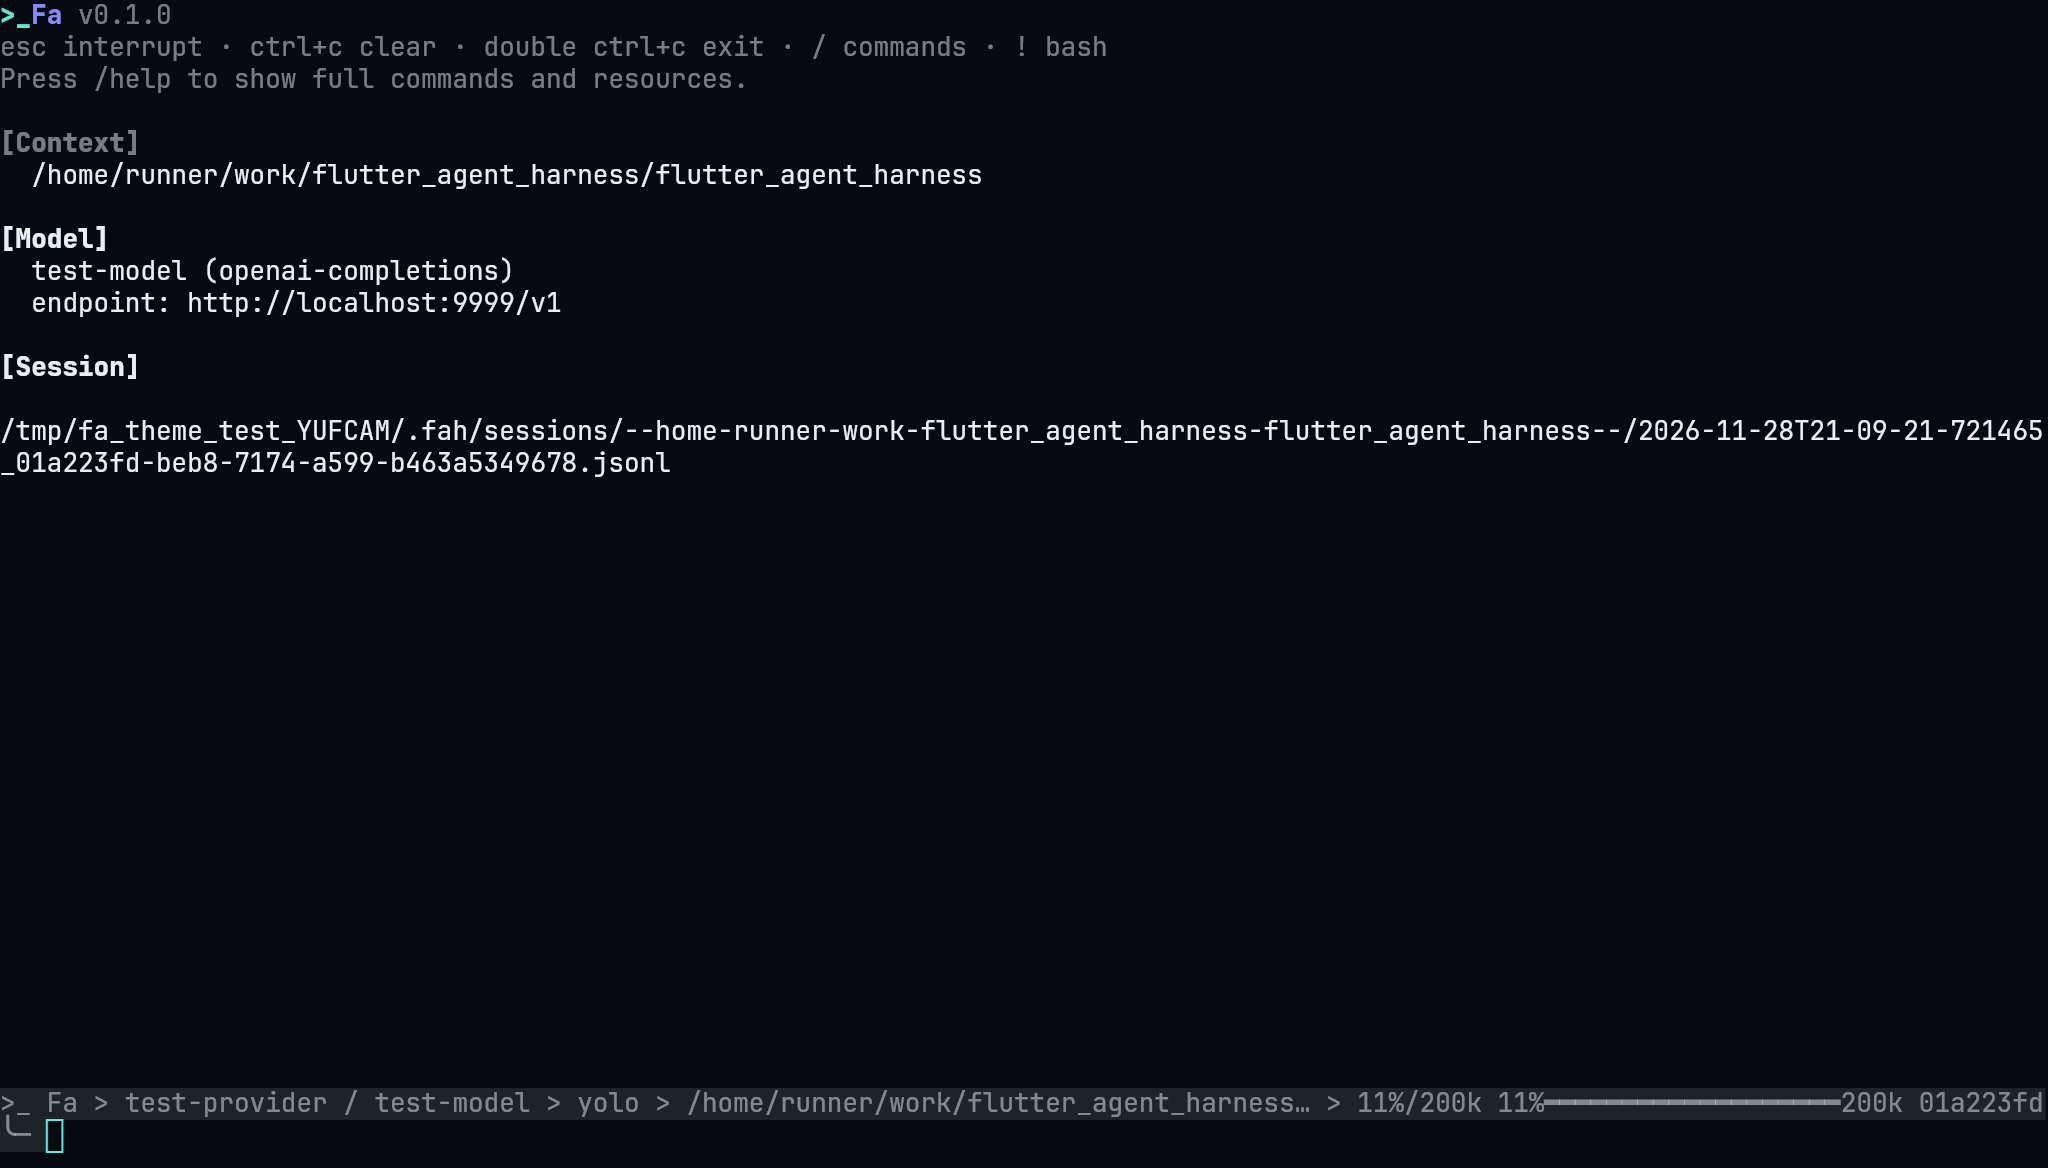 >_Fa v0.1.0
esc interrupt · ctrl+c clear · double ctrl+c exit · / commands · ! bash
Press /help to show full commands and resources.
[Context]
/home/runner/work/flutter_agent_harness/flutter_agent_harness
[Model]
test-model (openai-completions)
endpoint: http://localhost:9999/v1
[Session]
/tmp/fa_theme_test_YUFCAM/.fah/sessions/--home-runner-work-flutter_agent_harness-flutter_agent_harness--/2026-11-28T21-09-21-721465
_01a223fd-beb8-7174-a599-b463a5349678.jsonl
>_ Fa > test-provider / test-model > yolo > /home/runner/work/flutter_agent_harness… > 11%/200k 11%━━━━━━━━━━━━━━━━━━━200k 01a223fd